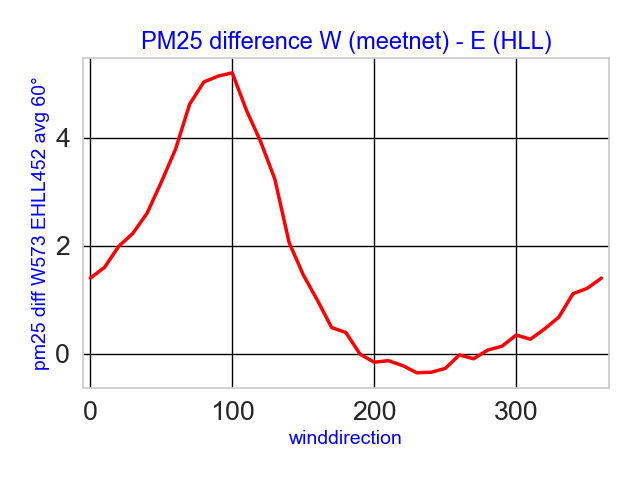 PM25 difference W (meetnet) - E (HLL)
pm25 diff W573 EHLL452 avg 60°
4
2
0
0 100 200 300
winddirection